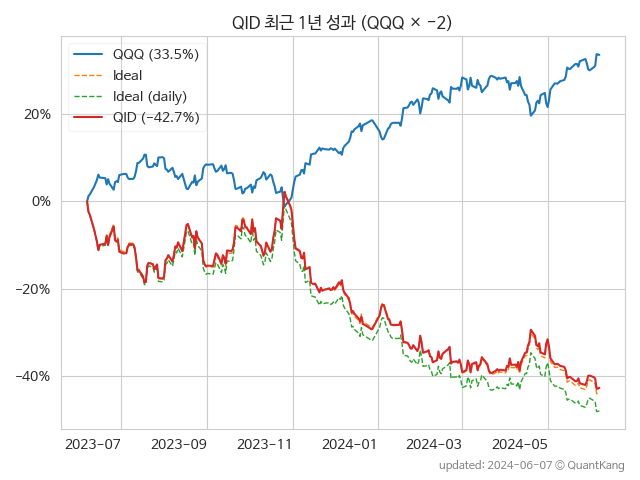 QID 최근 1년 성과 (QQQ × −2)
QQQ (33.5%)
Ideal
Ideal (daily)
QID (−42.7%)
20%
0%
−20%
−40%
2023-07 2023-09 2023-11 2024-01 2024-03 2024-05
updated: 2024-06-07 © QuantKang